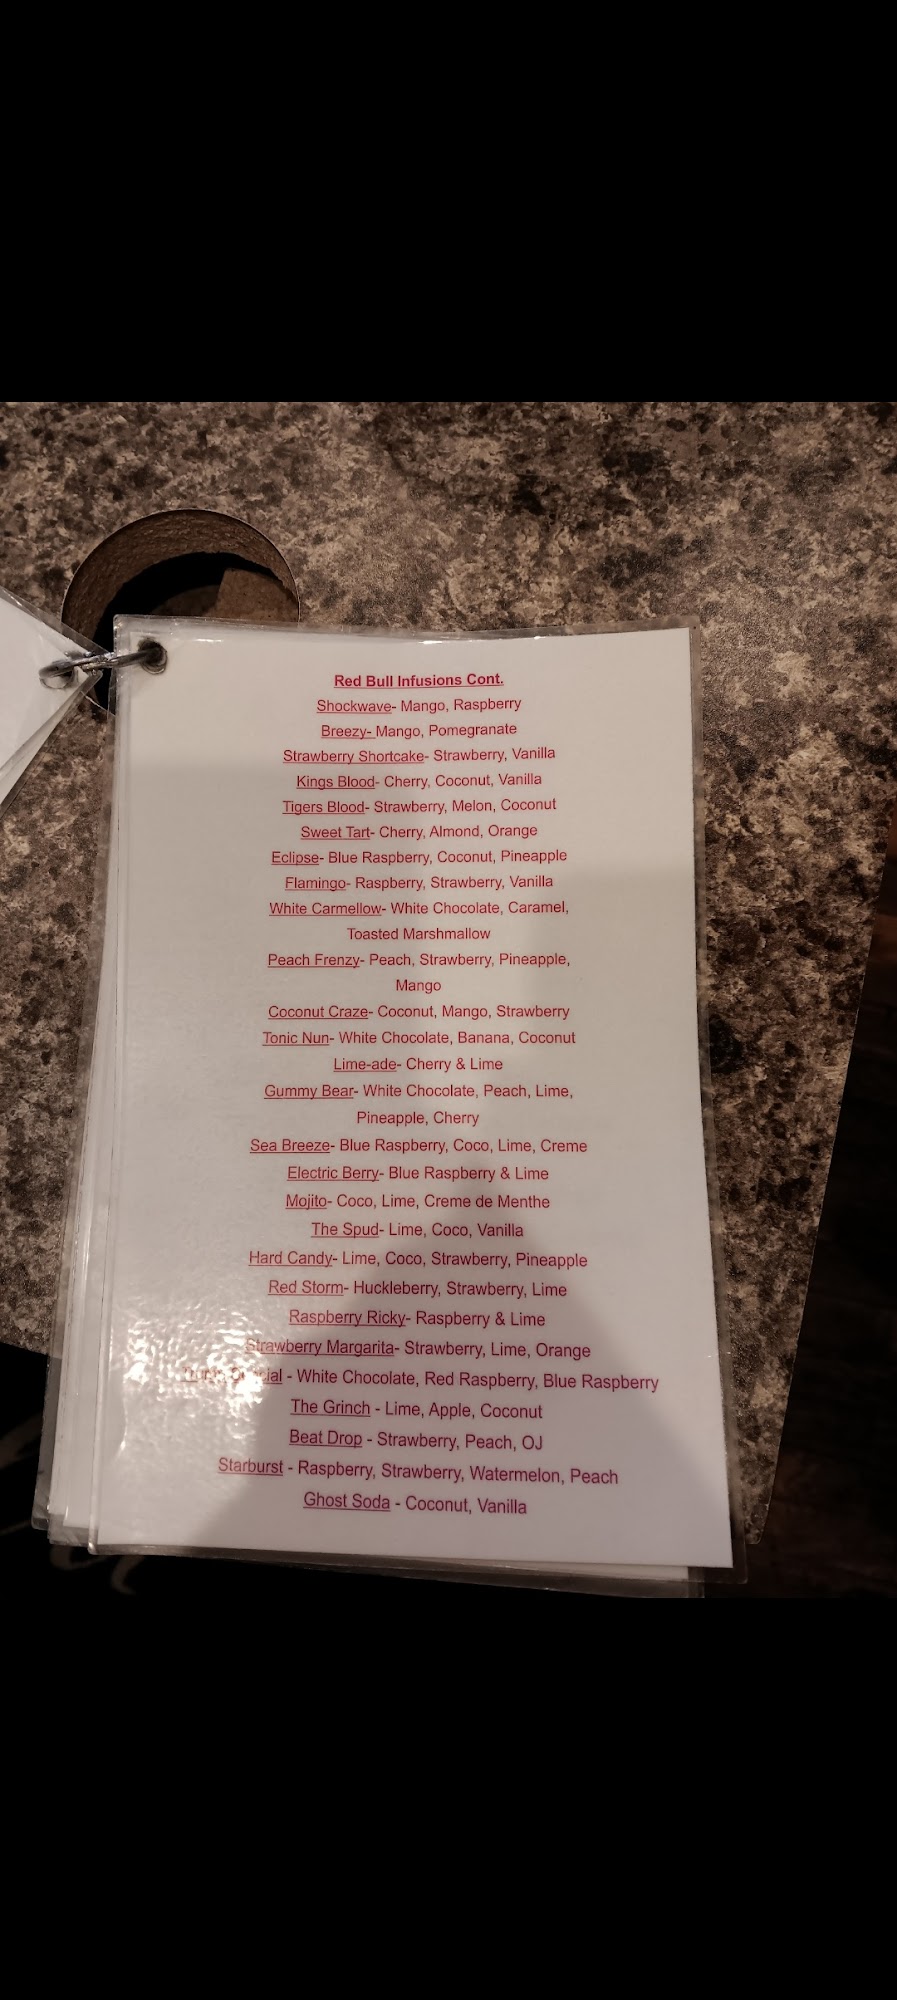 Red Bull Infusions Cont.
Shockwave- Mango, Raspberry
Breezy- Mango, Pomegranate
Strawberry Shortcake- Strawberry, Vanilla
Kings Blood- Cherry, Coconut, Vanilla
Tigers Blood- Strawberry, Melon, Coconut
Sweet Tart- Cherry, Almond, Orange
Eclipse- Blue Raspberry, Coconut, Pineapple
Flamingo- Raspberry, Strawberry, Vanilla
White Carmellow- White Chocolate, Caramel,
Toasted Marshmallow
Peach Frenzy- Peach, Strawberry, Pineapple,
Mango
Coconut Craze- Coconut, Mango, Strawberry
Tonic Nun- White Chocolate, Banana, Coconut
Lime-ade- Cherry & Lime
Gummy Bear- White Chocolate, Peach, Lime,
Pineapple, Cherry
Sea Breeze- Blue Raspberry, Coco, Lime, Creme
Electric Berry- Blue Raspberry & Lime
Mojito- Coco, Lime, Creme de Menthe
The Spud- Lime, Coco, Vanilla
Hard Candy- Lime, Coco, Strawberry, Pineapple
Red Storm- Huckleberry, Strawberry, Lime
Raspberry Ricky- Raspberry & Lime
Strawberry Margarita- Strawberry, Lime, Orange
- White Chocolate, Red Raspberry, Blue Raspberry
The Grinch - Lime, Apple, Coconut
Beat Drop - Strawberry, Peach, OJ
Starburst - Raspberry, Strawberry, Watermelon, Peach
Ghost Soda - Coconut, Vanilla